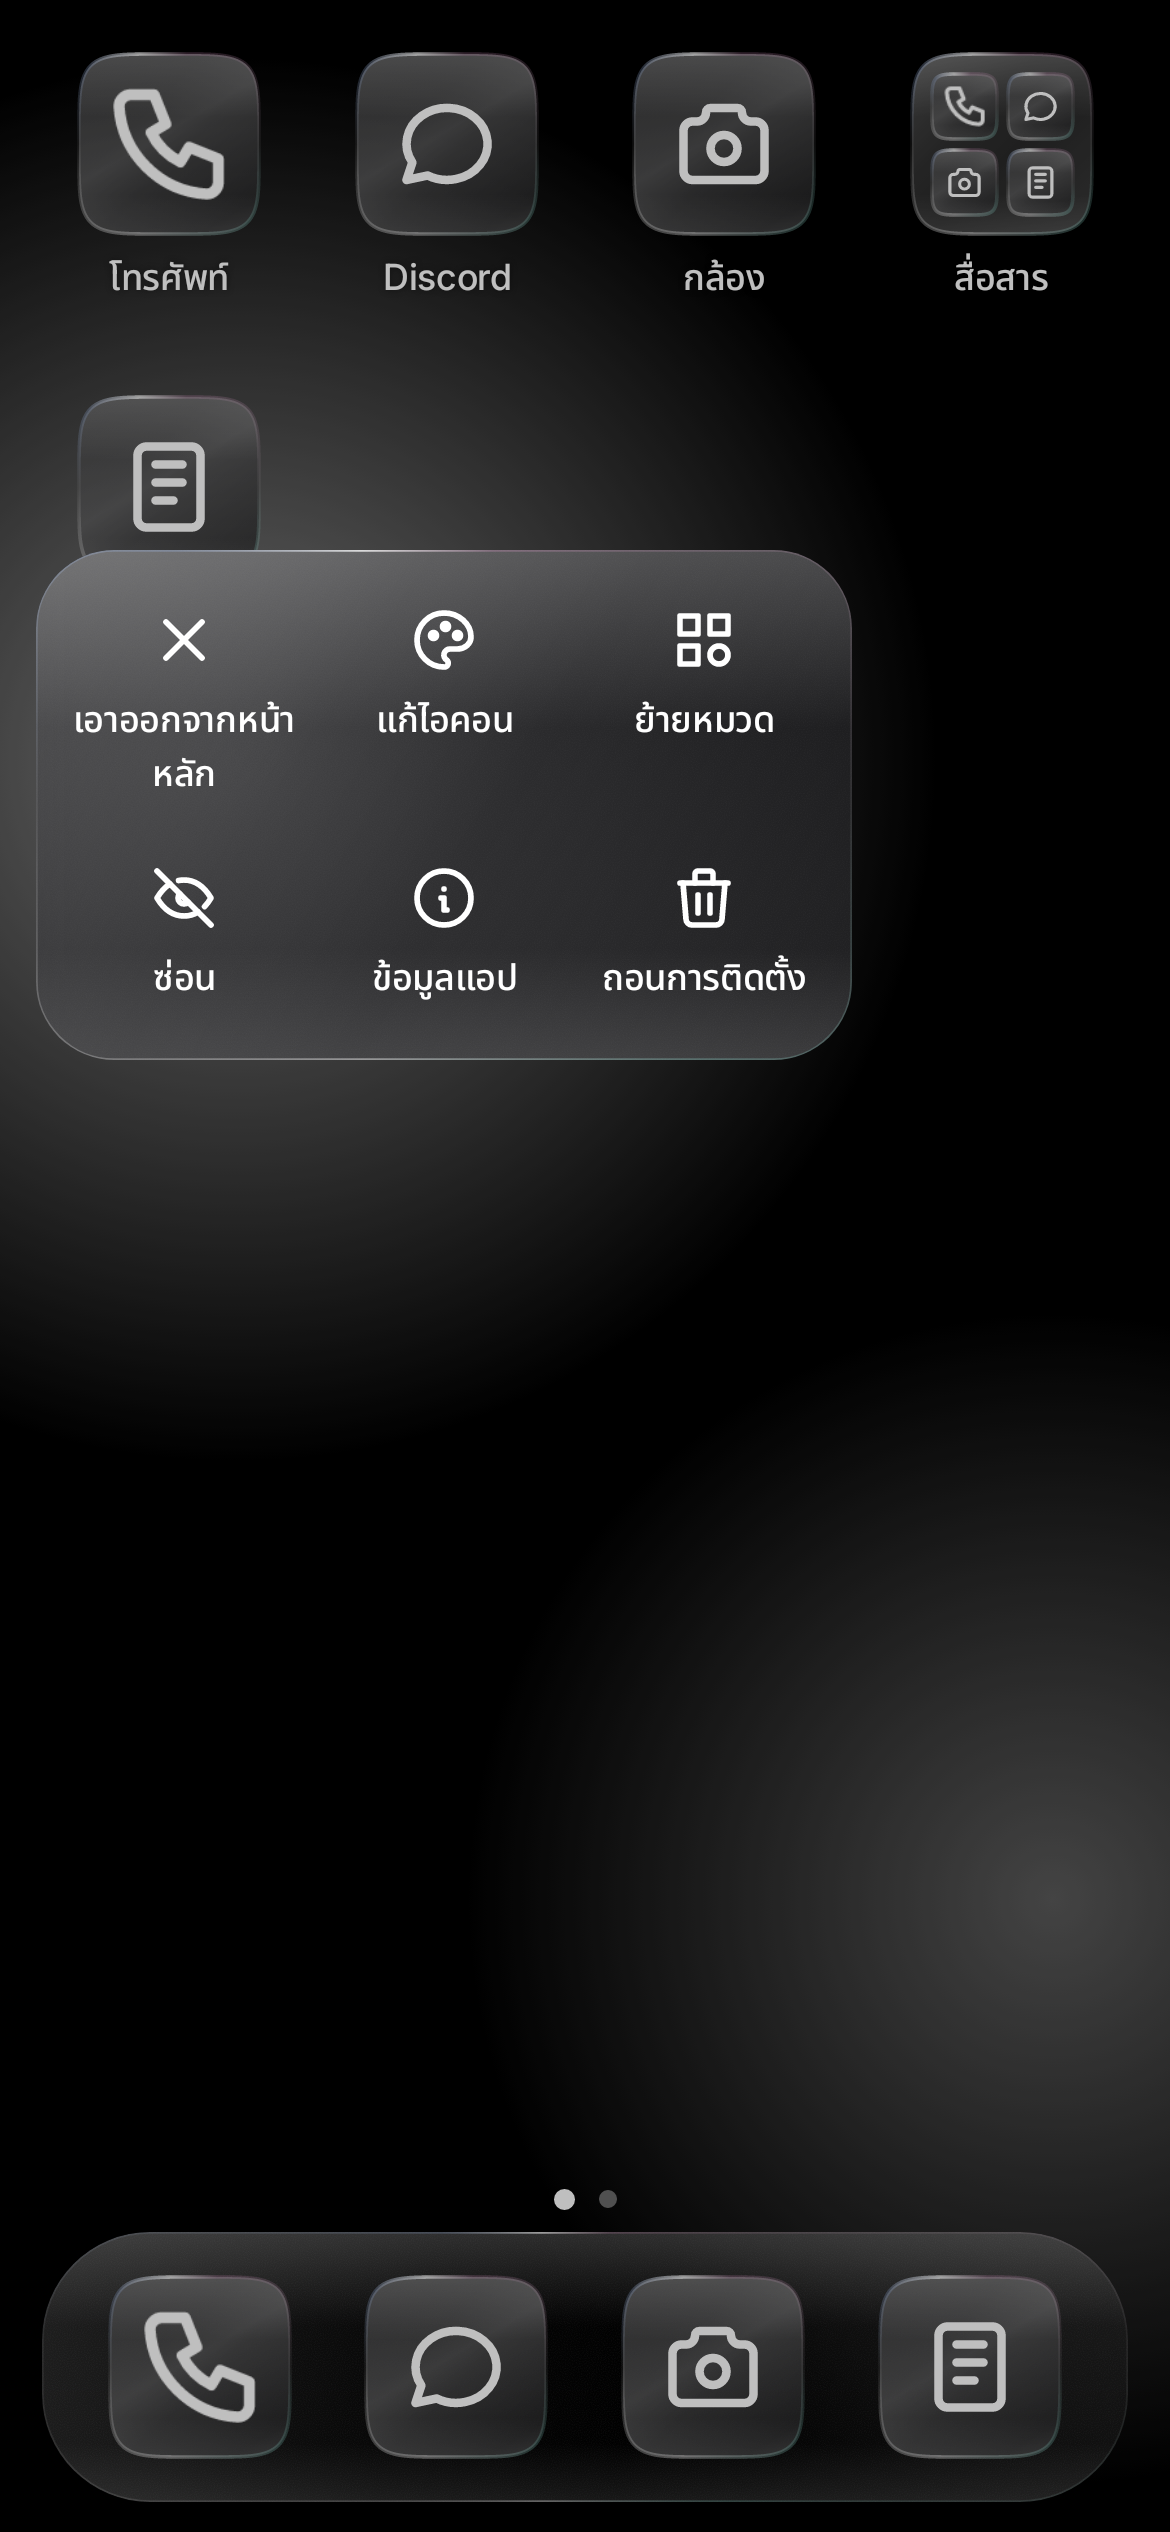 โทรศัพท์
Discord
กล้อง
สื่อสาร
เอาออกจากหน้า
หลัก
แก้ไอคอน
ย้ายหมวด
ซ่อน
ข้อมูลแอป
ถอนการติดตั้ง